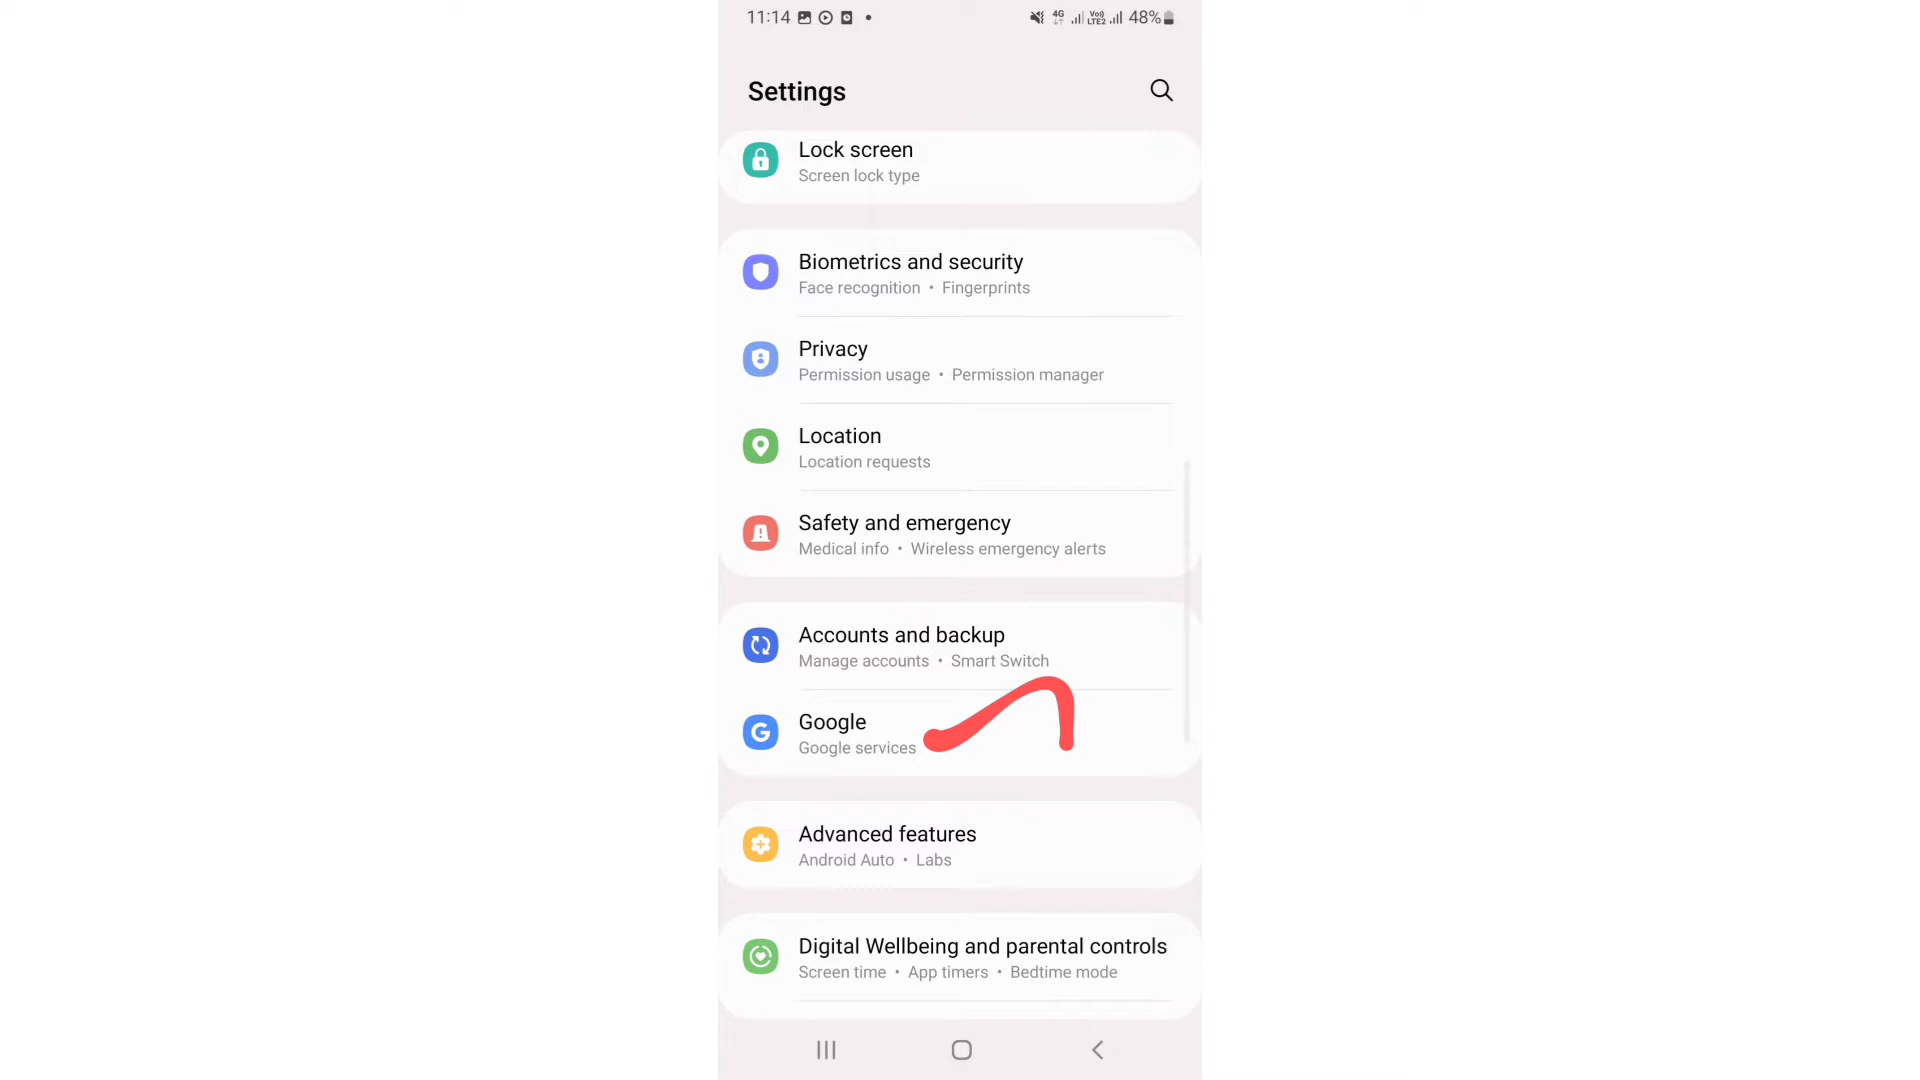 11:14 4G Vo) LTE2 48%
Settings
Lock screen
Screen lock type
Biometrics and security
Face recognition • Fingerprints
Privacy
Permission usage • Permission manager
Location
Location requests
Safety and emergency
Medical info • Wireless emergency alerts
Accounts and backup
Manage accounts • Smart Switch
Google
Google services
Advanced features
Android Auto • Labs
Digital Wellbeing and parental controls
Screen time • App timers • Bedtime mode